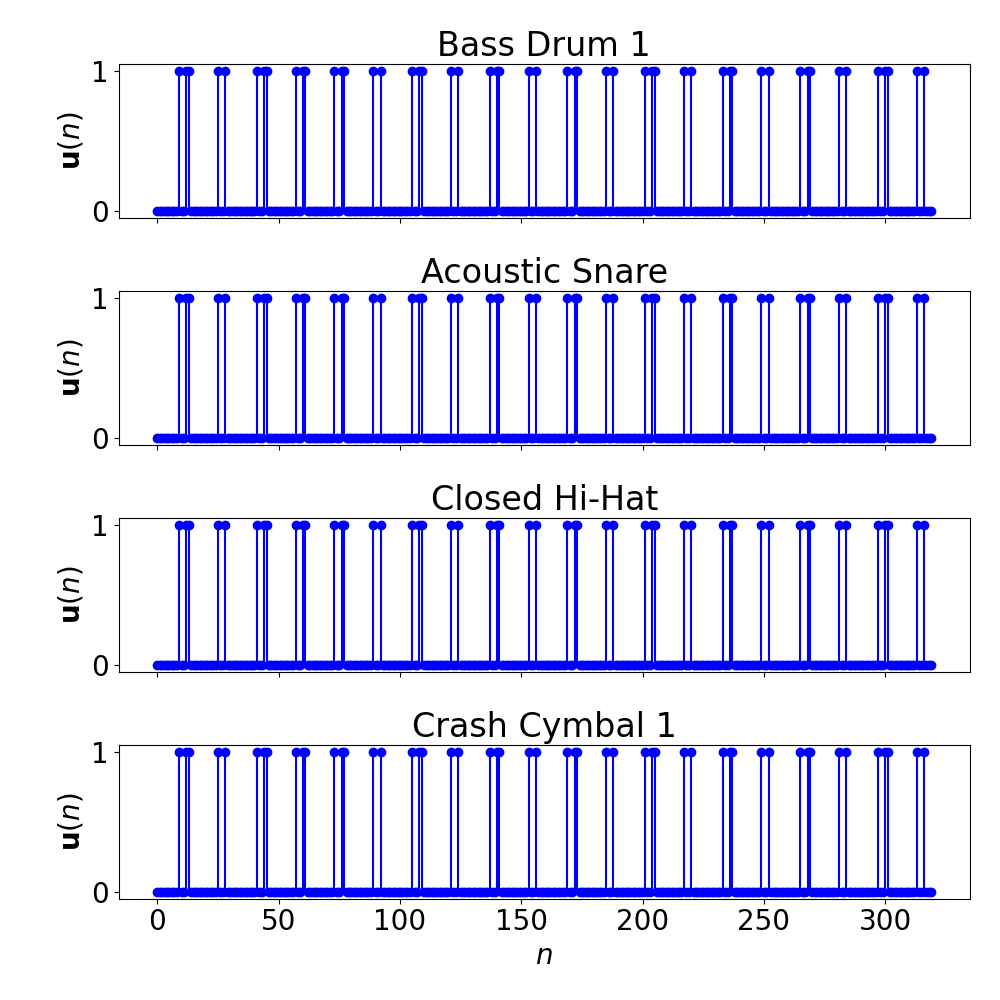 Bass Drum 1
1
u(n)
0
Acoustic Snare
1
u(n)
0
Closed Hi-Hat
1
u(n)
0
Crash Cymbal 1
1
u(n)
0
0 50 100 150 200 250 300
n